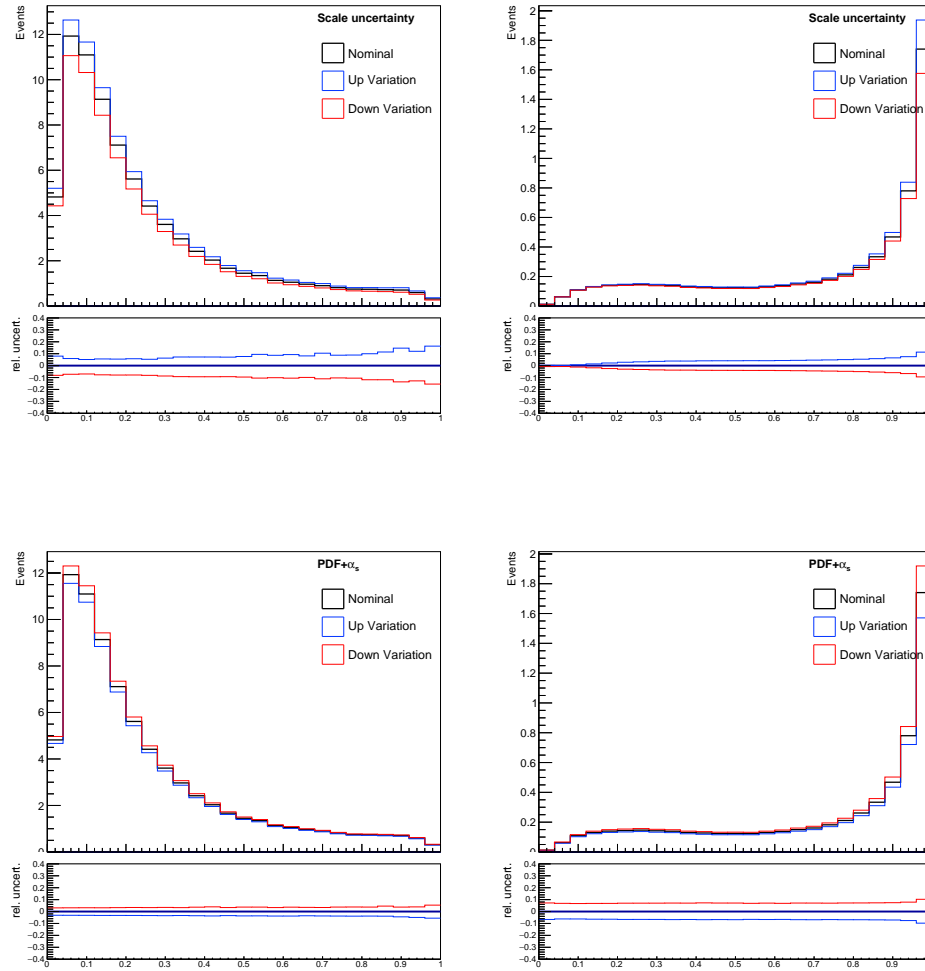 Events
Scale uncertainty
Nominal
Up Variation
Down Variation
12
10
8
6
4
2
0
rel. uncert.
0.4
0.3
0.2
0.1
0
−0.1
−0.2
−0.3
−0.4
0 0.1 0.2 0.3 0.4 0.5 0.6 0.7 0.8 0.9 1
Events
Scale uncertainty
Nominal
Up Variation
Down Variation
2
1.8
1.6
1.4
1.2
1
0.8
0.6
0.4
0.2
0
rel. uncert.
0.4
0.3
0.2
0.1
0
−0.1
−0.2
−0.3
−0.4
0 0.1 0.2 0.3 0.4 0.5 0.6 0.7 0.8 0.9
Events
PDF+αs
Nominal
Up Variation
Down Variation
12
10
8
6
4
2
0
rel. uncert.
0.4
0.3
0.2
0.1
0
−0.1
−0.2
−0.3
−0.4
0 0.1 0.2 0.3 0.4 0.5 0.6 0.7 0.8 0.9 1
Events
PDF+αs
Nominal
Up Variation
Down Variation
2
1.8
1.6
1.4
1.2
1
0.8
0.6
0.4
0.2
0
rel. uncert.
0.4
0.3
0.2
0.1
0
−0.1
−0.2
−0.3
−0.4
0 0.1 0.2 0.3 0.4 0.5 0.6 0.7 0.8 0.9